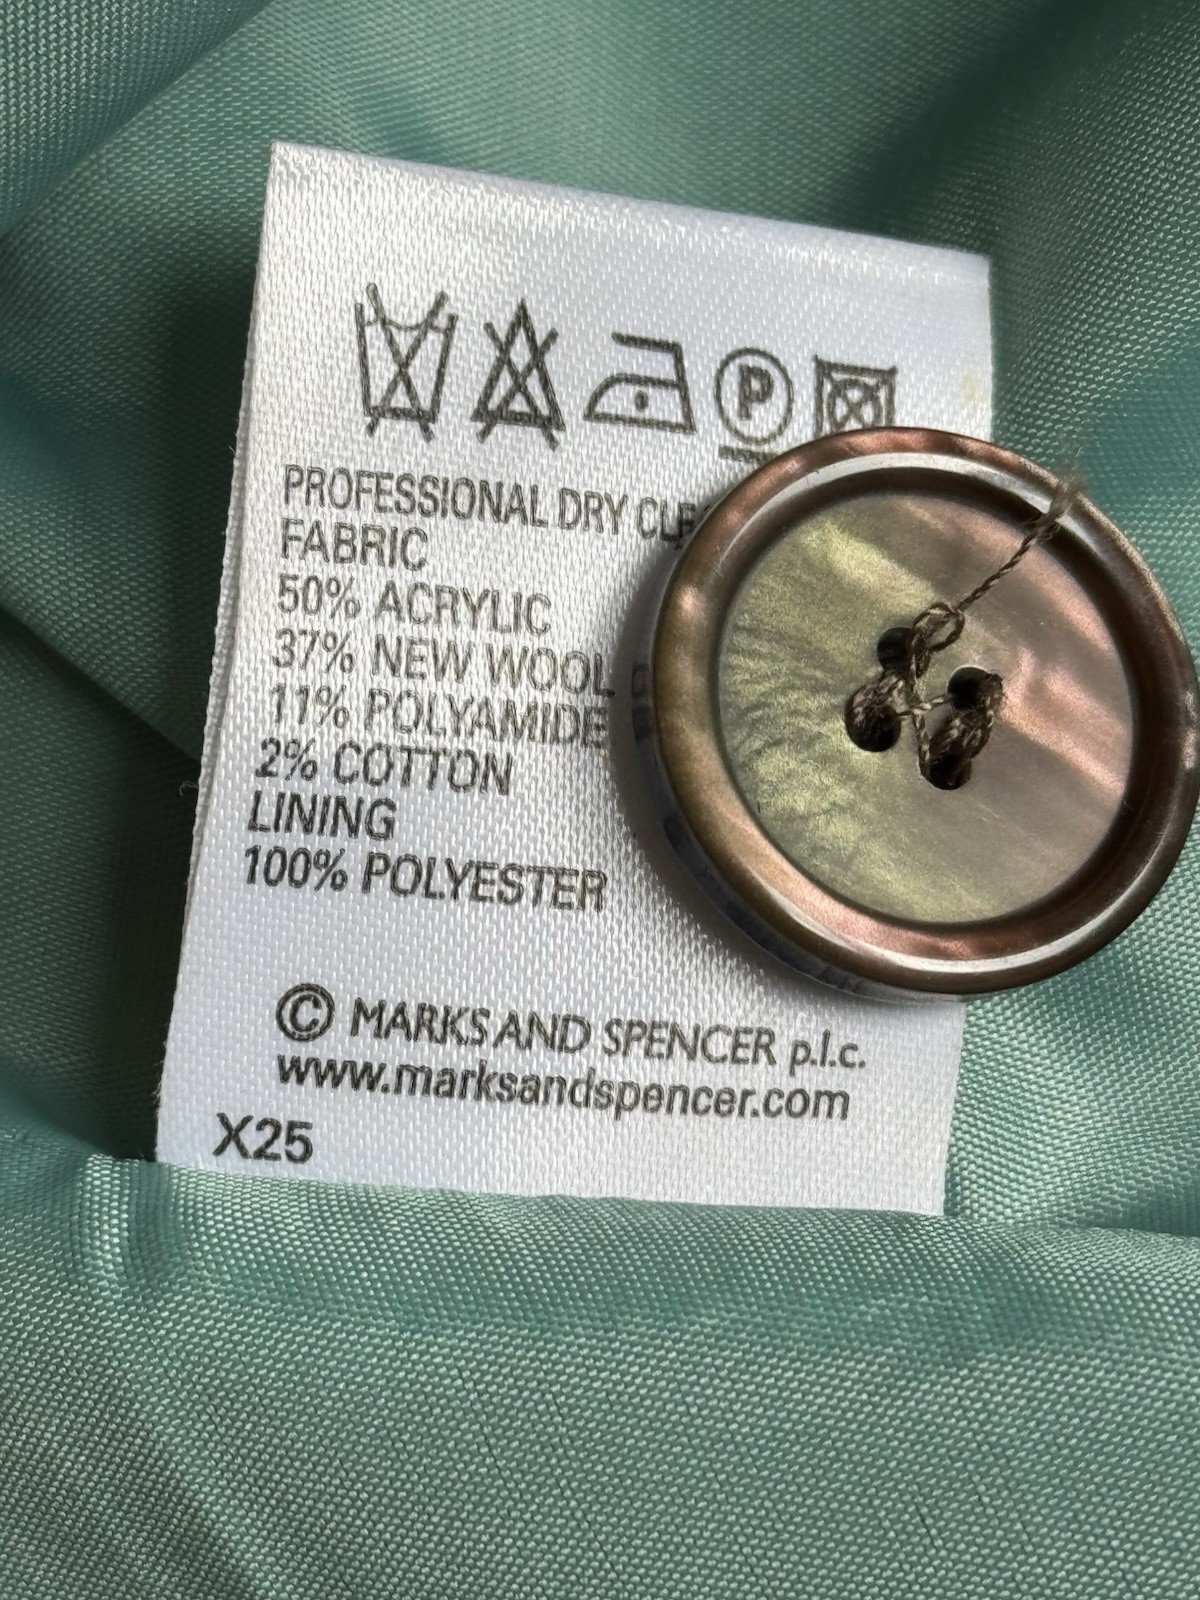 P
PROFESSIONAL DRY
FABRIC
50% ACRYLIC
37% NEW WOOL
11% POLYAMIDE
2% COTTON
LINING
100% POLYESTER
© MARKS AND SPENCER p.l.c.
www.marksandspencer.com
X25